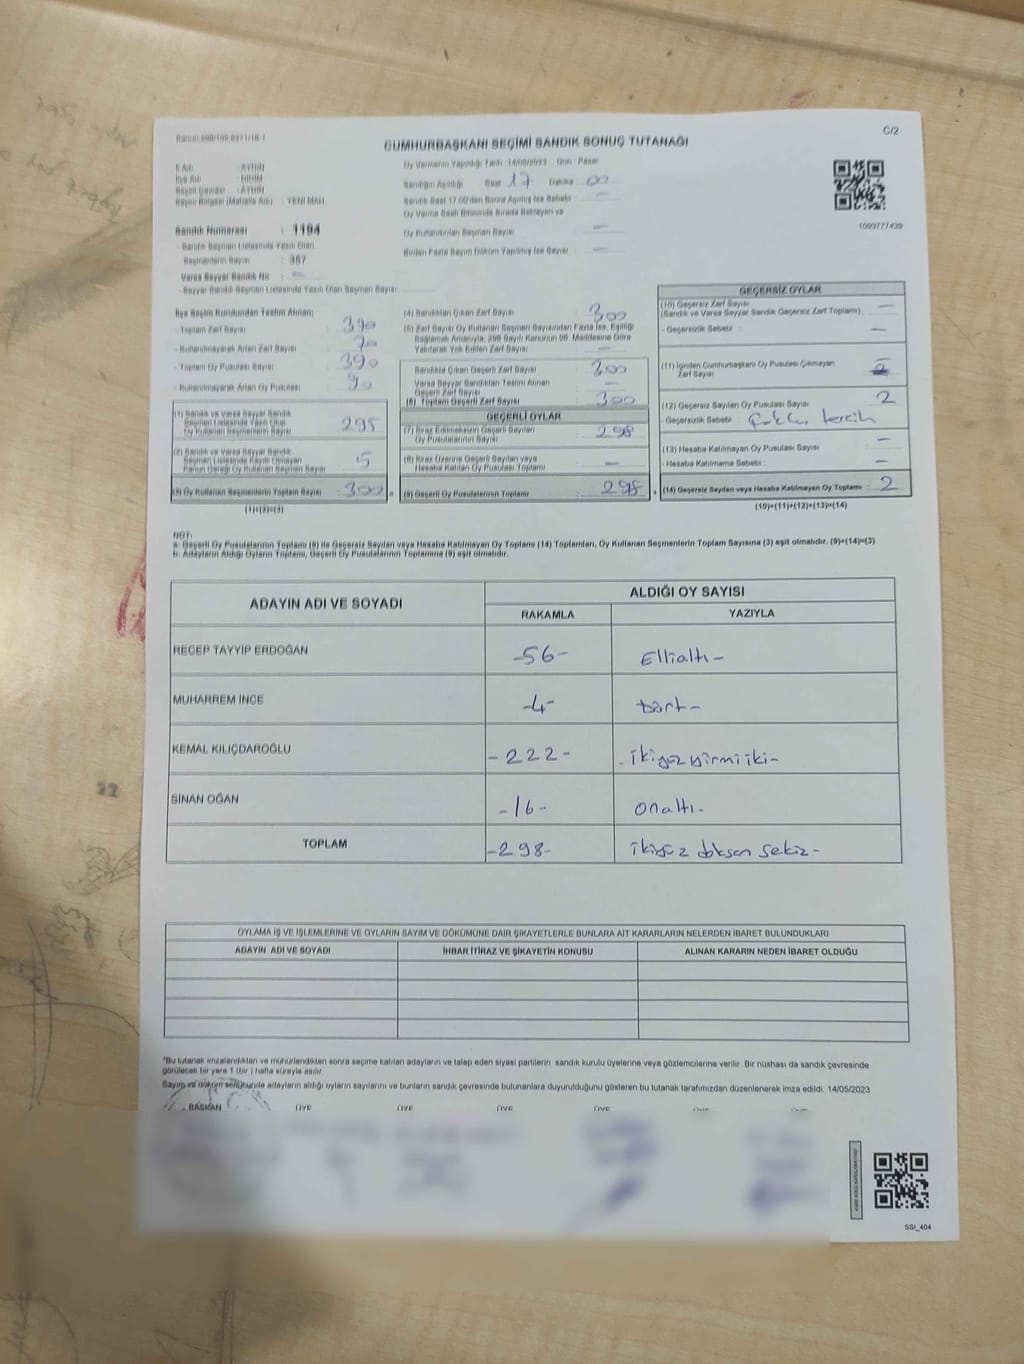 C/2
CUMHURBAŞKANI SEÇİMİ SANDIK SONUÇ TUTANAĞI
İl Adı : AYDIN
İlçe Adı :
Seçim Çevresi : AYDIN
Seçim Bölgesi (Mahalle Adı) : YENİ MAH
Sandık Numarası : 1194
- Sandık Seçmen Listesinde Yazılı Olan
Seçmenlerin Sayısı : 367
Varsa Seyyar Sandık No : -
- Seyyar Sandık Seçmen Listesinde Yazılı Olan Seçmen Sayısı :
Oy Vermenin Yapıldığı Tarih : 14/05/2023 Gün : Pazar
Sandığın Açıldığı Saat 17 Dakika 00
Sandık Saat 17:00'den Sonra Açılmış İse Sebebi : -
Oy Verme Saati Bitiminde Sırada Bekleyen ve
Oy Kullandırılan Seçmen Sayısı : -
Birden Fazla Sayım Döküm Yapılmış İse Sayısı : -
İlçe Seçim Kurulundan Teslim Alınan;
- Toplam Zarf Sayısı : 390
- Kullanılmayarak Artan Zarf Sayısı :
- Toplam Oy Pusulası : 390
- Kullanılmayarak Artan Oy Pusulası : 90
(1) Sandık ve Varsa Seyyar Sandık
Seçmen Listesinde Yazılı Olup
Oy Kullanan Seçmenlerin Sayısı : 295
(2) Sandık ve Varsa Seyyar Sandık
Seçmen Listesinde Kayıtlı Olmayan
Kanun Gereği Oy Kullanan Seçmen Sayısı : 5
(3) Oy Kullanan Seçmenlerin Toplam Sayısı : 300
(1)+(2)=(3)
(4) Sandıktan Çıkan Zarf Sayısı : 300
(5) Zarf Sayısı Oy Kullanan Seçmen Sayısından Fazla İse, Eşitliği
Sağlamak Amacıyla; 298 Sayılı Kanunun 98. Maddesine Göre
Yakılarak Yok Edilen Zarf Sayısı : -
Sandıkta Çıkan Geçerli Zarf Sayısı : 300
Varsa Seyyar Sandıktan Teslim Alınan
Geçerli Zarf Sayısı : -
(6) Toplam Geçerli Zarf Sayısı : 300
GEÇERLİ OYLAR
(7) İtiraz Edilmeksizin Geçerli Sayılan
Oy Pusulalarının Sayısı : 298
(8) İtiraz Üzerine Geçerli Sayılan veya
Hesaba Katılan Oy Pusulası Toplamı : -
(9) Geçerli Oy Pusulalarının Toplamı : 298
1093777499
GEÇERSİZ OYLAR
(10) Geçersiz Zarf Sayısı
(Sandık ve Varsa Seyyar Sandık Geçersiz Zarf Toplamı) : -
- Geçersizlik Sebebi : -
(11) İçinden Cumhurbaşkanı Oy Pusulası Çıkmayan
Zarf Sayısı :
(12) Geçersiz Sayılan Oy Pusulası Sayısı : 2
- Geçersizlik Sebebi : Çoklu tercih
(13) Hesaba Katılmayan Oy Pusulası Sayısı : -
- Hesaba Katılmama Sebebi : -
(14) Geçersiz Sayılan veya Hesaba Katılmayan Oy Toplamı : 2
(10)+(11)+(12)+(13)=(14)
NOT:
a- Geçerli Oy Pusulalarının Toplamı (9) ile Geçersiz Sayılan veya Hesaba Katılmayan Oy Toplamı (14) Toplamları, Oy Kullanan Seçmenlerin Toplam Sayısına (3) eşit olmalıdır. (9)+(14)=(3)
b- Adayların Aldığı Oyların Toplamı, Geçerli Oy Pusulalarının Toplamına (9) eşit olmalıdır.
ADAYIN ADI VE SOYADI ALDIĞI OY SAYISI
RAKAMLA YAZIYLA
RECEP TAYYİP ERDOĞAN -56- Ellialtı-
MUHARREM İNCE -4- Dört-
KEMAL KILIÇDAROĞLU -222- ikiyüz yirmi iki-
SİNAN OĞAN -16- onaltı-
TOPLAM -298- ikiyüz doksan sekiz-
OYLAMA İŞ VE İŞLEMLERİNE VE OYLARIN SAYIM VE DÖKÜMÜNE DAİR ŞİKAYETLERLE BUNLARA AİT KARARLARIN NELERDEN İBARET BULUNDUKLARI
ADAYIN ADI VE SOYADI İHBAR İTİRAZ VE ŞİKAYETİN KONUSU ALINAN KARARIN NEDEN İBARET OLDUĞU
*Bu tutanak imzalandıktan ve mühürlendikten sonra seçime katılan adayların ve talep eden siyasi partilerin sandık kurulu üyelerine veya gözlemcilerine verilir. Bir nüshası da sandık çevresinde
görülecek bir yere 1 (bir) hafta süreyle asılır.
Sayım ve döküm sonucunda adayların aldığı oyların sayılarını ve bunların sandık çevresinde bulunanlara duyurulduğunu gösteren bu tutanak tarafımızdan düzenlenerek imza edildi. 14/05/2023
BAŞKAN ÜYE ÜYE ÜYE ÜYE ÜYE ÜYE
SSI_404